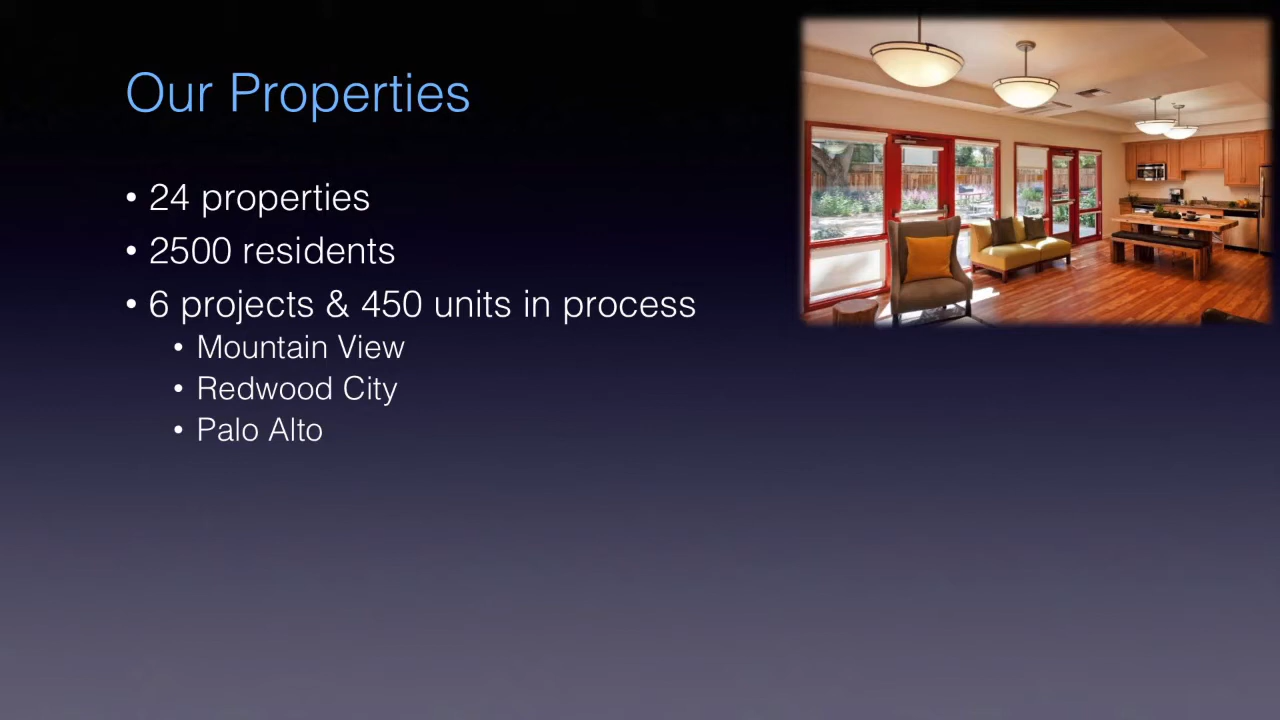 Our Properties
• 24 properties
• 2500 residents
• 6 projects & 450 units in process
• Mountain View
• Redwood City
• Palo Alto